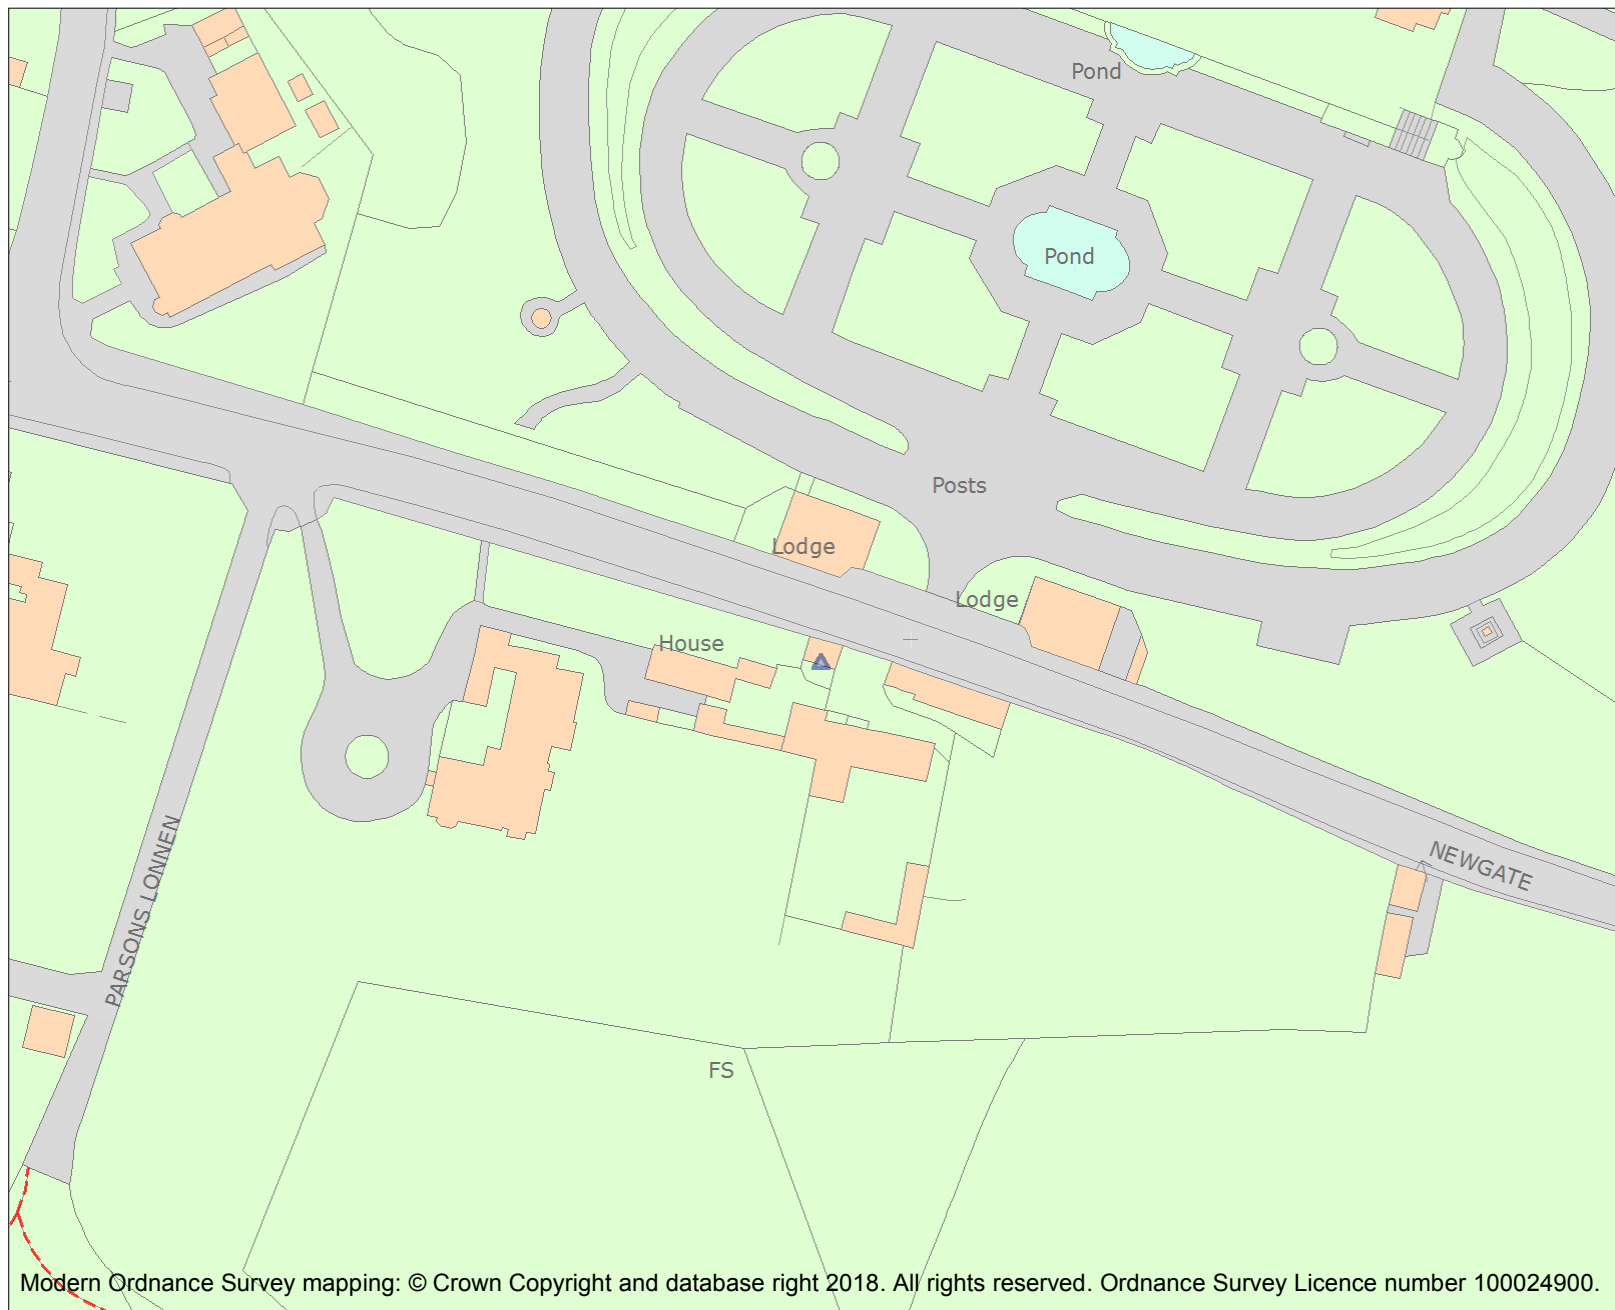 Pond
Pond
Posts
Lodge
Lodge
House
NEWGATE
PARSONS LONNEN
FS
Modern Ordnance Survey mapping: © Crown Copyright and database right 2018. All rights reserved. Ordnance Survey Licence number 100024900.